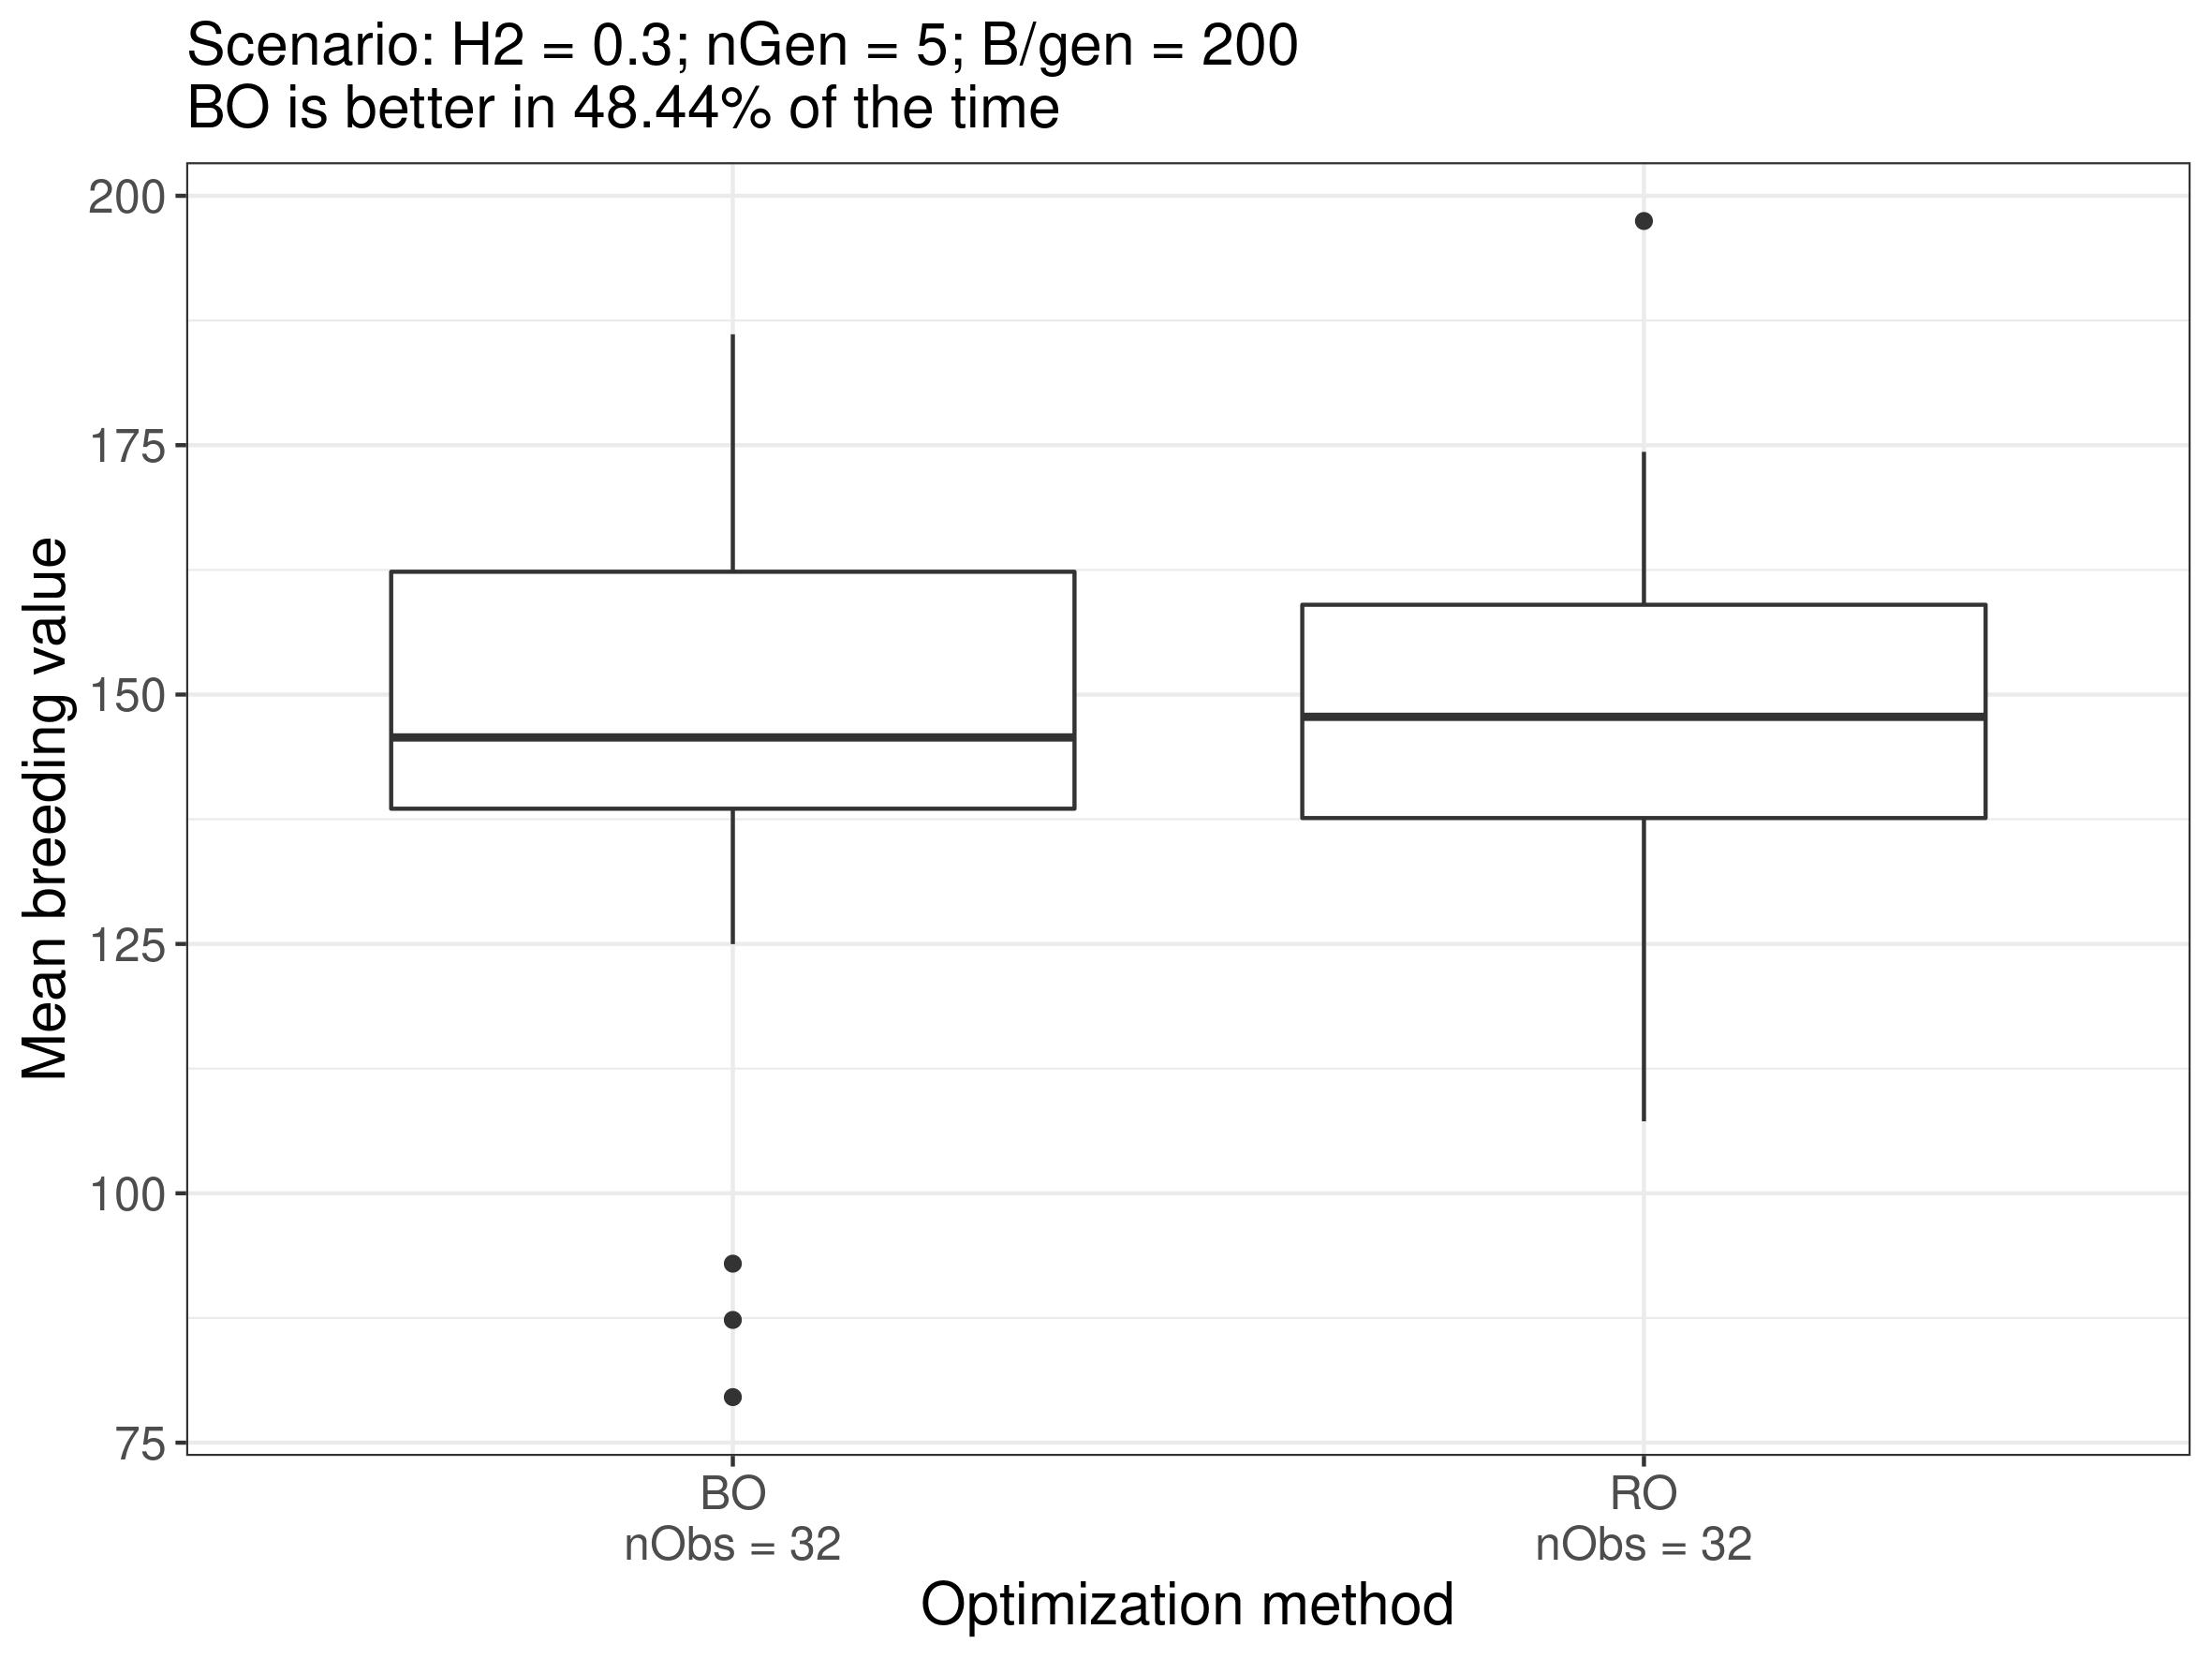 Scenario: H2 = 0.3; nGen = 5; B/gen = 200
BO is better in 48.44% of the time
Mean breeding value
200
175
150
125
100
75
BO
nObs = 32
RO
nObs = 32
Optimization method